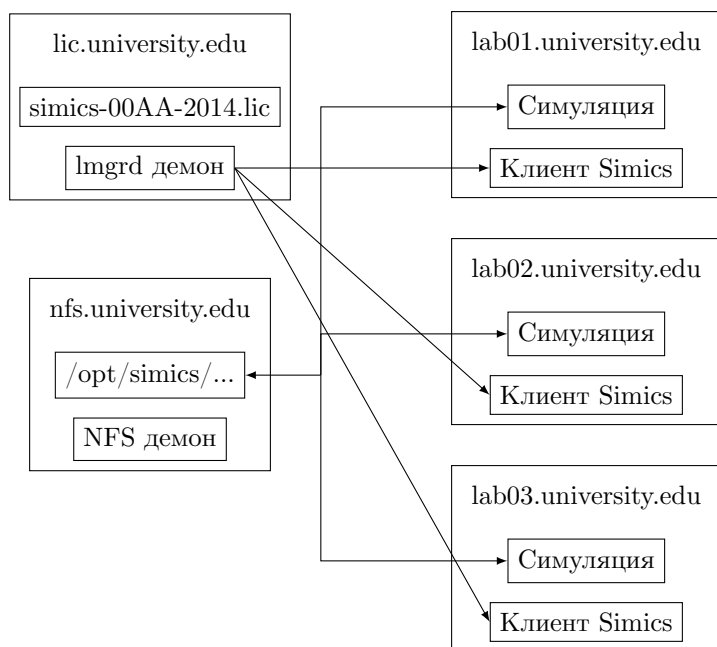 lic.university.edu
simics-00AA-2014.lic
lmgrd демон
nfs.university.edu
/opt/simics/...
NFS демон
lab01.university.edu
Симуляция
Клиент Simics
lab02.university.edu
Симуляция
Клиент Simics
lab03.university.edu
Симуляция
Клиент Simics